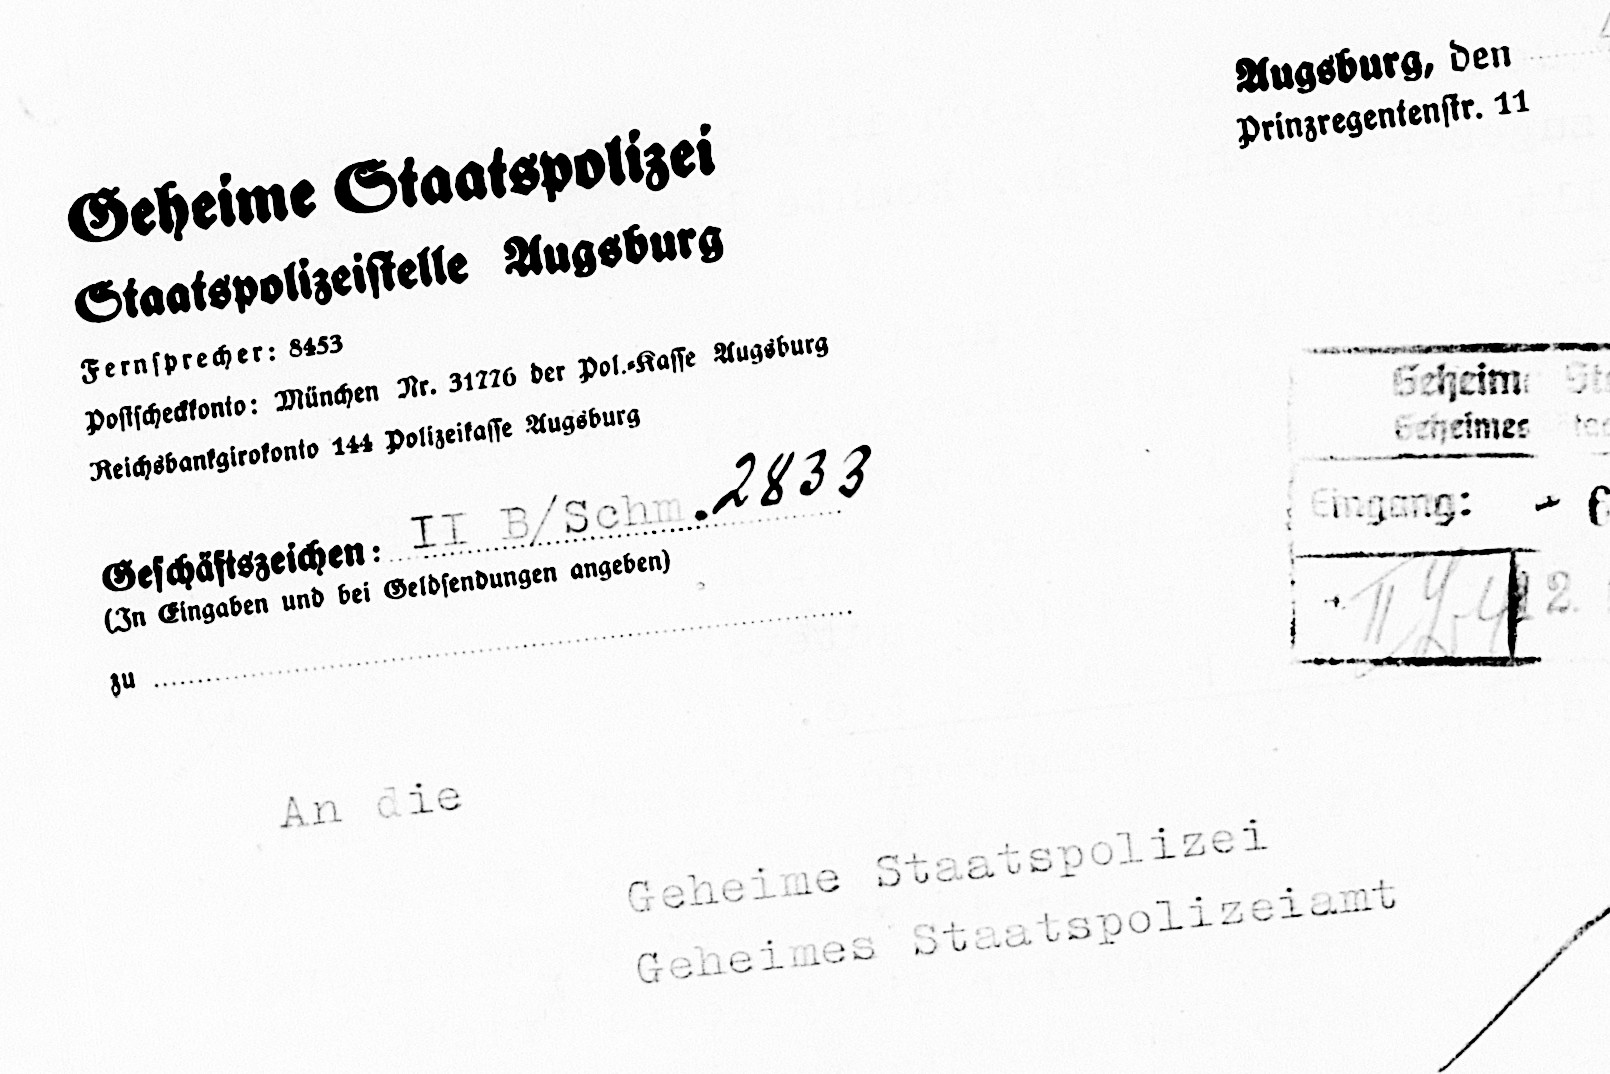 Augsburg, den
Prinzregentenstr. 11
Geheime Staatspolizei
Staatspolizeistelle Augsburg
Fernsprecher: 8453
Postscheckkonto: München Nr. 31776 der Pol.-Kasse Augsburg
Reichsbankgirokonto 144 Polizeikasse Augsburg
Geschäftszeichen: II B/Schm.2833
(In Eingaben und bei Geldsendungen angeben)
zu
Geheime
Geheimes
Eingang:
An die
Geheime Staatspolizei
Geheimes Staatspolizeiamt